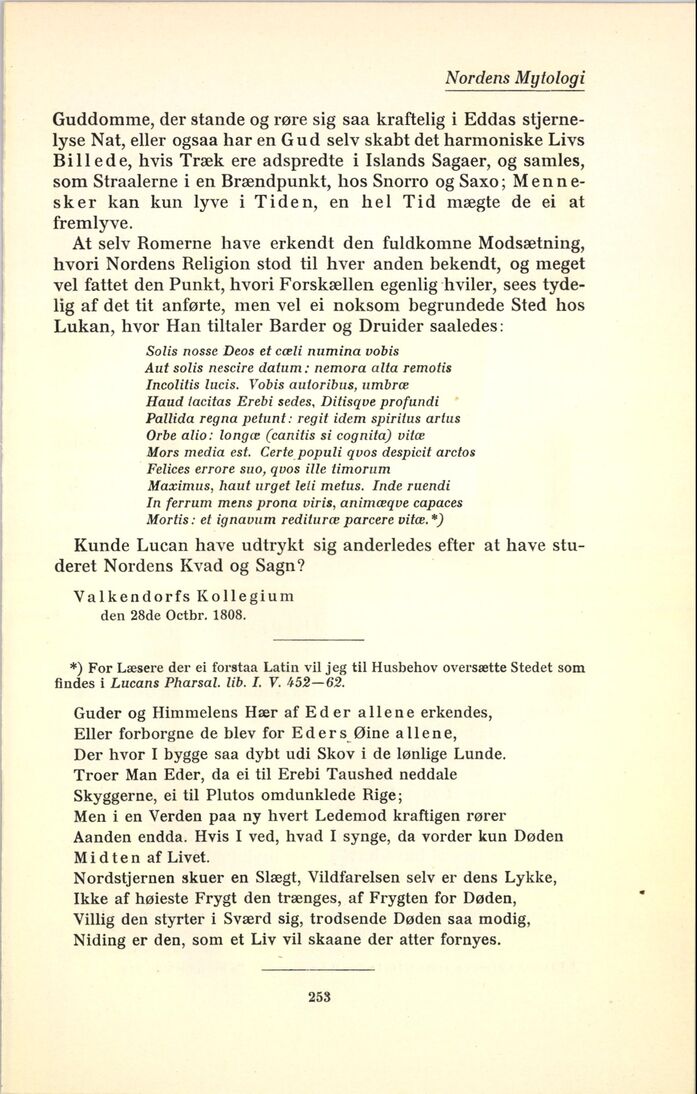 Nordens Mytologi
Guddomme, der stande og røre sig saa kraftelig i Eddas stjerne-
lyse Nat, eller ogsaa har en Gud selv skabt det harmoniske Livs
Billede, hvis Træk ere adspredte i Islands Sagaer, og samles,
som Straalerne i en Brændpunkt, hos Snorro og Saxo; Menne-
sker kan kun lyve i Tiden, en hel Tid mægte de ei at
fremlyve.
At selv Romerne have erkendt den fuldkomne Modsætning,
hvori Nordens Religion stod til hver anden bekendt, og meget
vel fattet den Punkt, hvori Forskællen egenlig hviler, sees tyde-
lig af det tit anførte, men vel ei noksom begrundede Sted hos
Lukan, hvor Han tiltaler Barder og Druider saaledes:
Solis nosse Deos et cæli numina vobis
Aut solis nescire datum: nemora alta remotis
Incolitis lucis. Vobis autoribus, umbræ
Haud tacitas Erebi sedes, Ditisqve profundi
Pallida regna petunt: regit idem spiritus artus
Orbe alio: longæ (canitis si cognita) vitæ
Mors media est. Certe populi qvos despicit arctos
Felices errore suo, qvos ille timorum
Maximus, haut urget leti metus. Inde ruendi
In ferrum mens prona viris, animæqve capaces
Mortis: et ignavum redituræ parcere vitæ.*)
Kunde Lucan have udtrykt sig anderledes efter at have stu-
deret Nordens Kvad og Sagn?
Valkendorfs Kollegium
den 28de Octbr. 1808.
*) For Læsere der ei forstaa Latin vil jeg til Husbehov oversætte Stedet som
findes i Lucans Pharsal. lib. I. V. 452—62.
Guder og Himmelens Hær af Eder allene erkendes,
Eller forborgne de blev for Eders Øine allene,
Der hvor I bygge saa dybt udi Skov i de lønlige Lunde.
Troer Man Eder, da ei til Erebi Taushed neddale
Skyggerne, ei til Plutos omdunklede Rige;
Men i en Verden paa ny hvert Ledemod kraftigen rører
Aanden endda. Hvis I ved, hvad I synge, da vorder kun Døden
Midten af Livet.
Nordstjernen skuer en Slægt, Vildfarelsen selv er dens Lykke,
Ikke af høieste Frygt den trænges, af Frygten for Døden,
Villig den styrter i Sværd sig, trodsende Døden saa modig,
Niding er den, som et Liv vil skaane der atter fornyes.
253